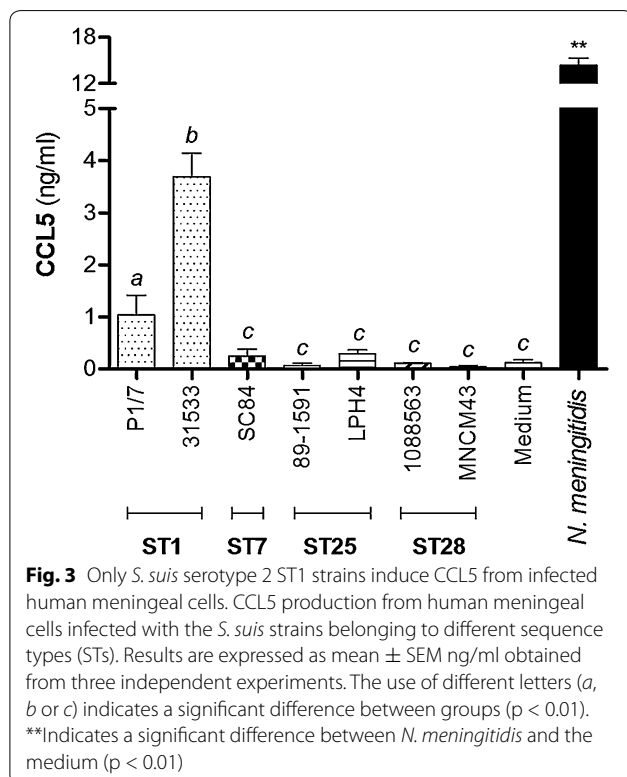 18
12
5
4
3
2
1
0
CCL5 (ng/ml)
a
b
c
c
c
c
c
c
**
P1/7
31533
SC84
89-1591
LPH4
1088563
MNCM43
Medium
N. meningitidis
ST1
ST7
ST25
ST28
Fig. 3 Only S. suis serotype 2 ST1 strains induce CCL5 from infected
human meningeal cells. CCL5 production from human meningeal
cells infected with the S. suis strains belonging to different sequence
types (STs). Results are expressed as mean ± SEM ng/ml obtained
from three independent experiments. The use of different letters (a,
b or c) indicates a significant difference between groups (p < 0.01).
**Indicates a significant difference between N. meningitidis and the
medium (p < 0.01)